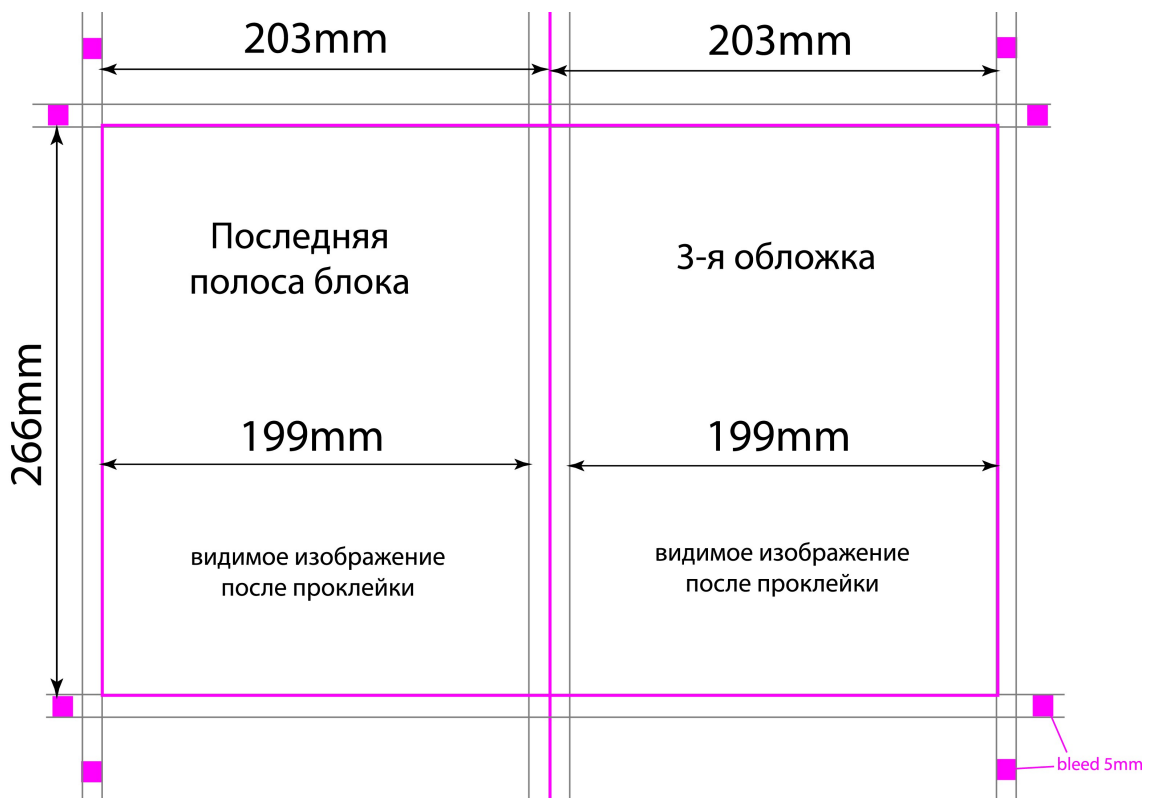 203mm
203mm
Последняя
полоса блока
3-я обложка
266mm
199mm
199mm
видимое изображение
после проклейки
видимое изображение
после проклейки
bleed 5mm